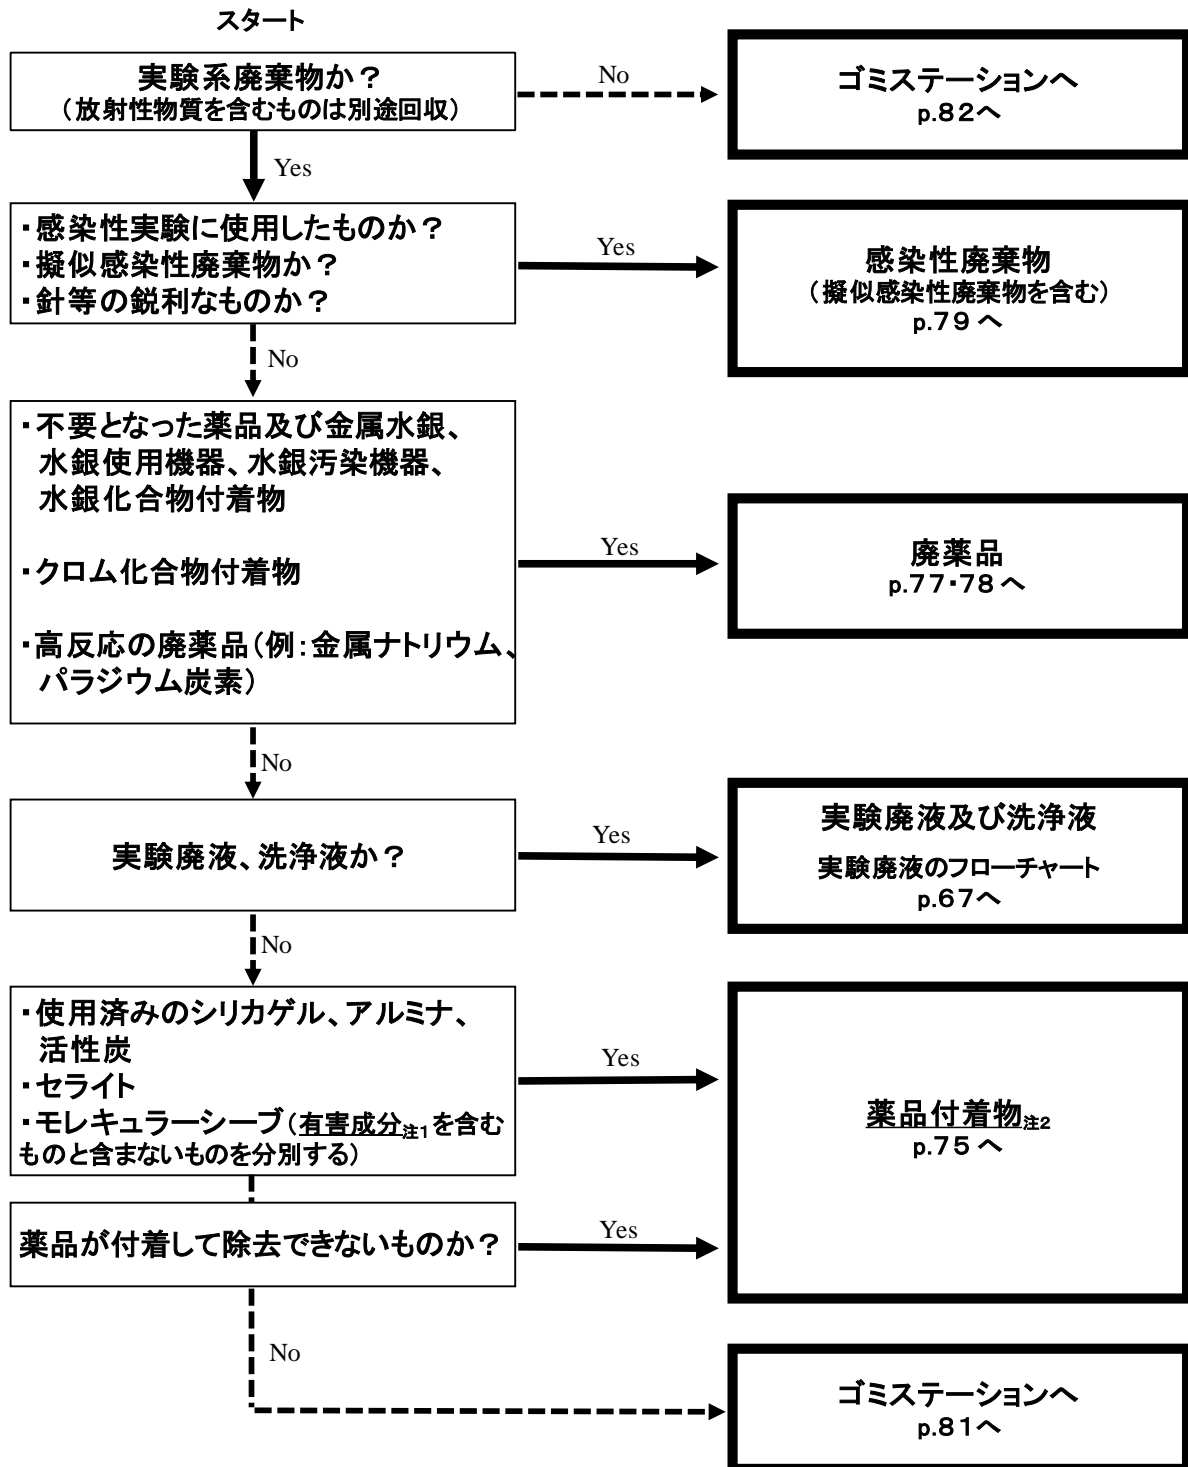 スタート
実験系廃棄物か？
（放射性物質を含むものは別途回収）
No
ゴミステーションへ
p.８２へ
Yes
・感染性実験に使用したものか？
・擬似感染性廃棄物か？
・針等の鋭利なものか？
Yes
感染性廃棄物
（擬似感染性廃棄物を含む）
p.７９ へ
No
・不要となった薬品及び金属水銀、
水銀使用機器、水銀汚染機器、
水銀化合物付着物
・クロム化合物付着物
・高反応の廃薬品（例：金属ナトリウム、
パラジウム炭素）
Yes
廃薬品
p.７７・７８ へ
No
実験廃液、洗浄液か？
Yes
実験廃液及び洗浄液
実験廃液のフローチャート
p.６７へ
No
・使用済みのシリカゲル、アルミナ、
活性炭
・セライト
・モレキュラーシーブ（有害成分注１を含む
ものと含まないものを分別する）
Yes
薬品付着物注２
p.７５ へ
薬品が付着して除去できないものか？
Yes
No
ゴミステーションへ
p.８１へ